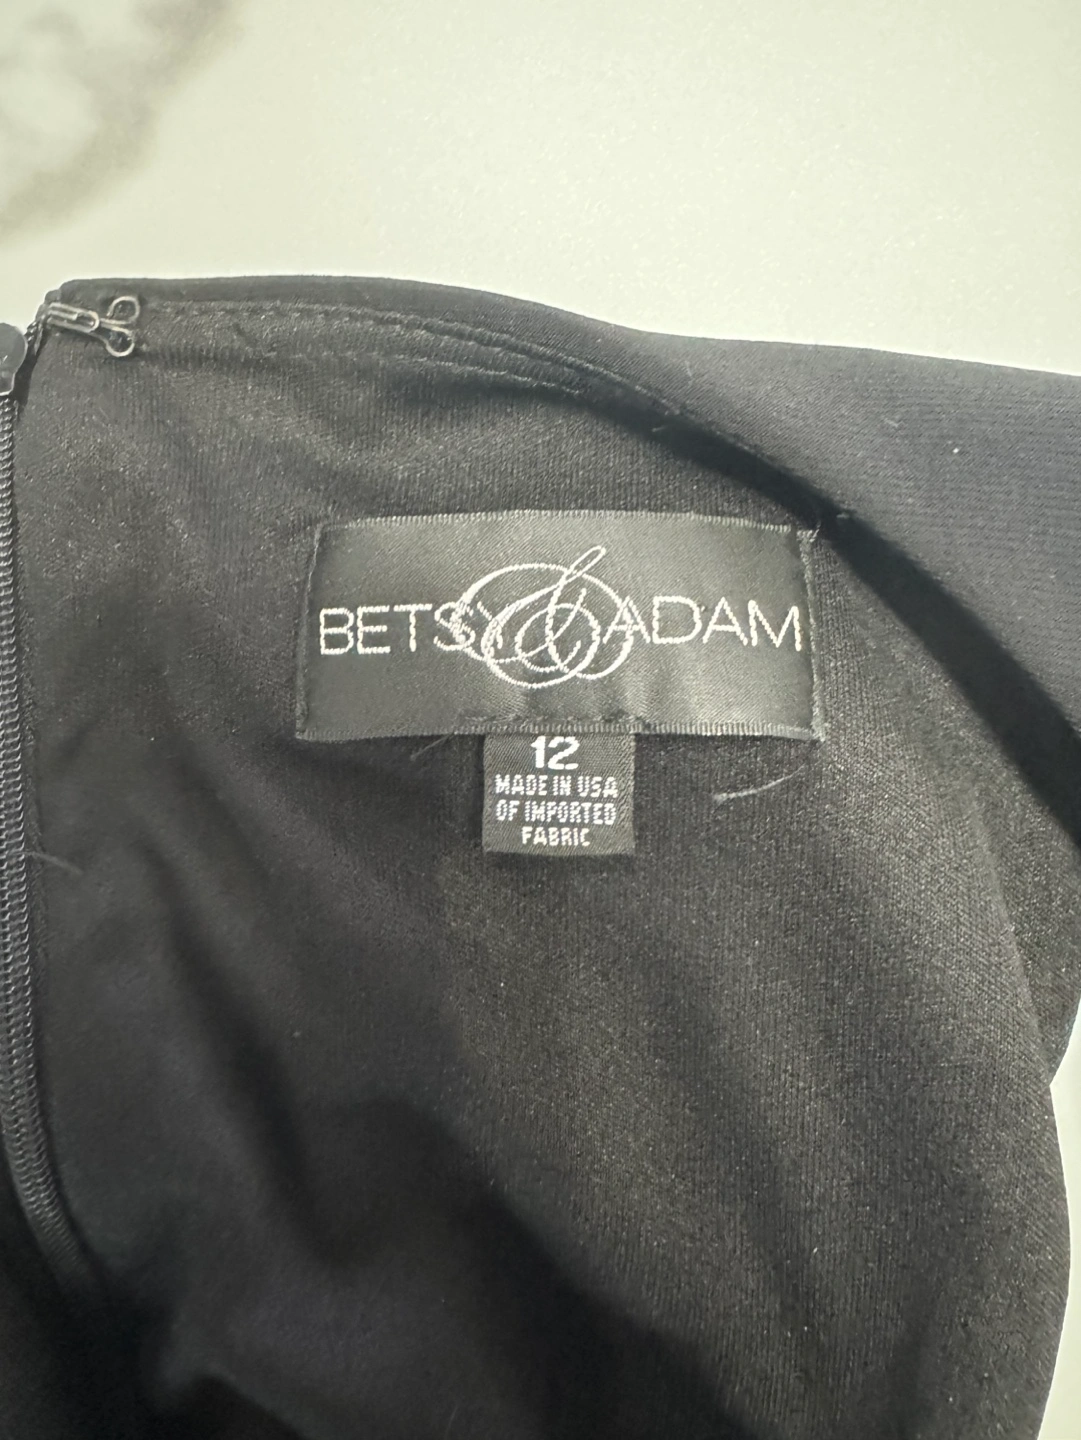 BETSY & ADAM
12
MADE IN USA
OF IMPORTED
FABRIC